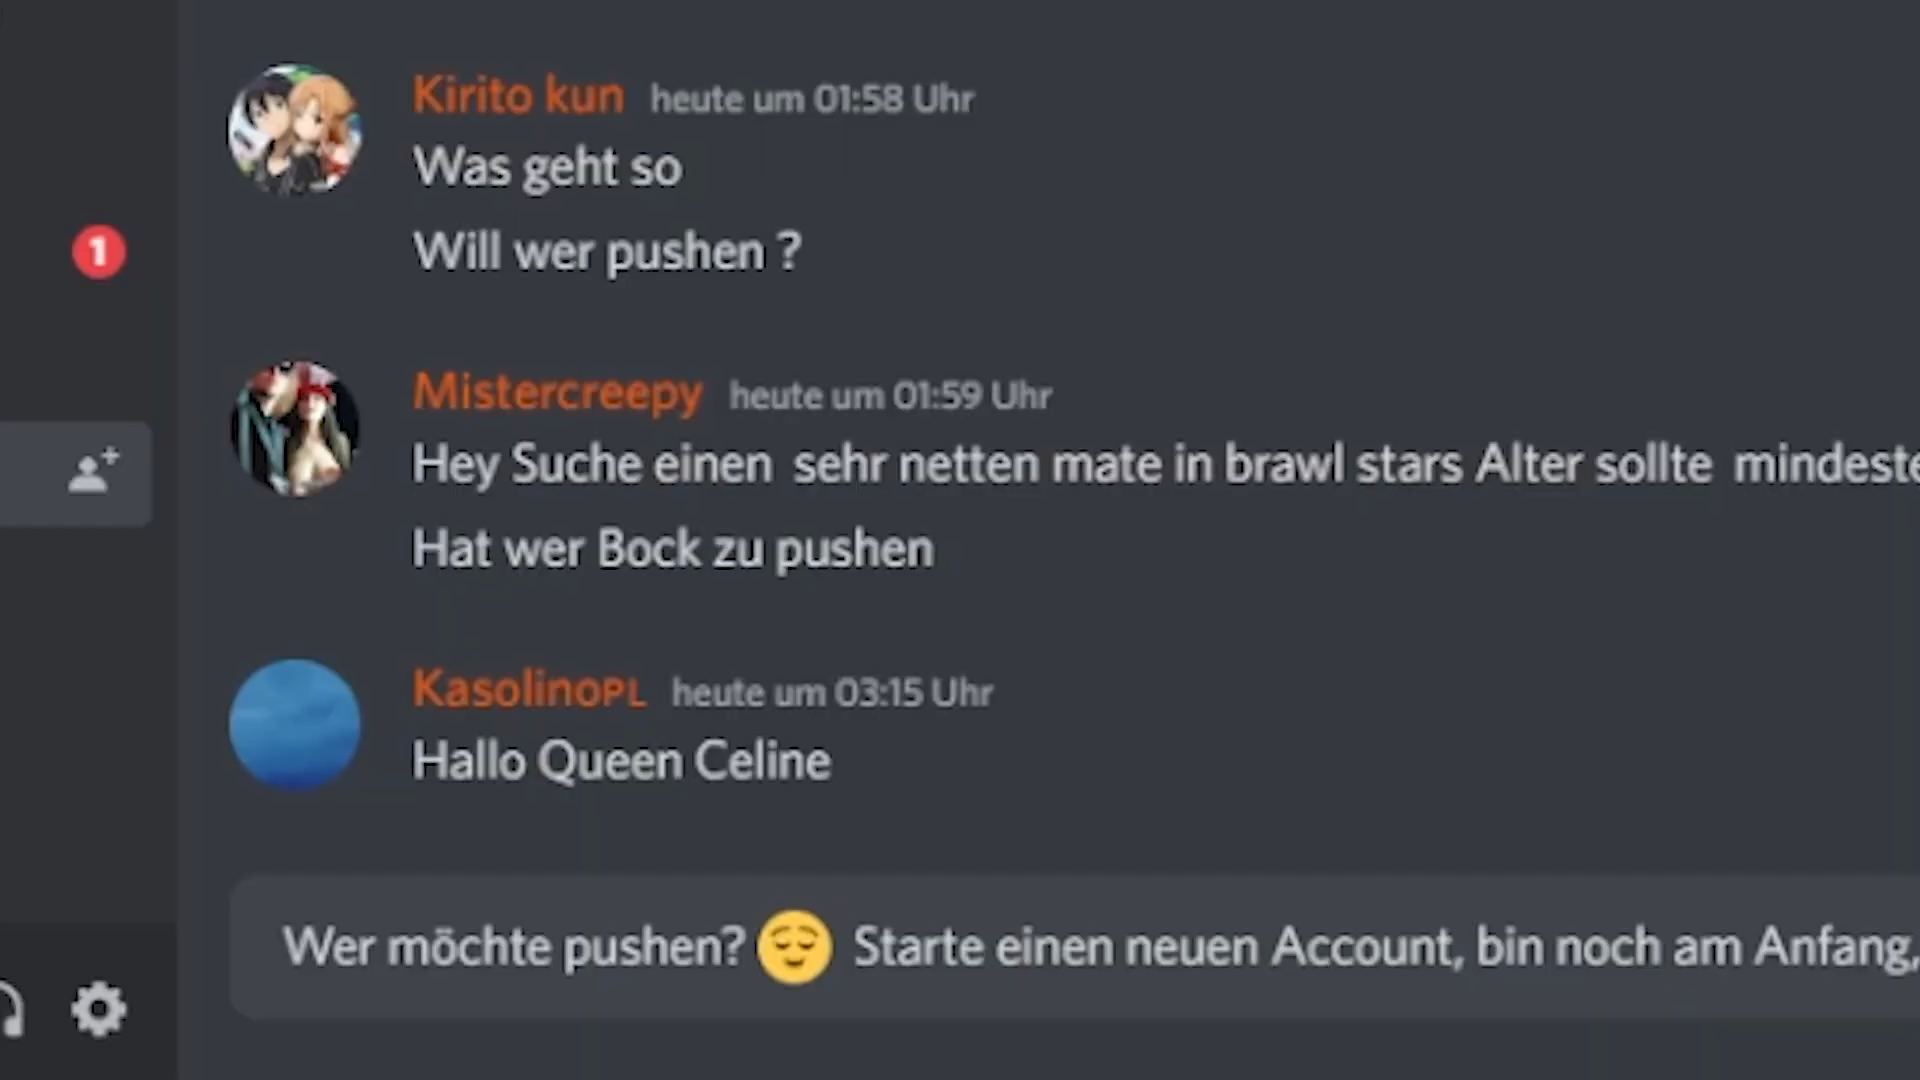 Kirito kun heute um 01:58 Uhr
Was geht so
Will wer pushen ?
1
Mistercreepy heute um 01:59 Uhr
Hey Suche einen sehr netten mate in brawl stars Alter sollte
Hat wer Bock zu pushen
KasolinoPL heute um 03:15 Uhr
Hallo Queen Celine
Wer möchte pushen? 😌 Starte einen neuen Account, bin noch am Anfang,